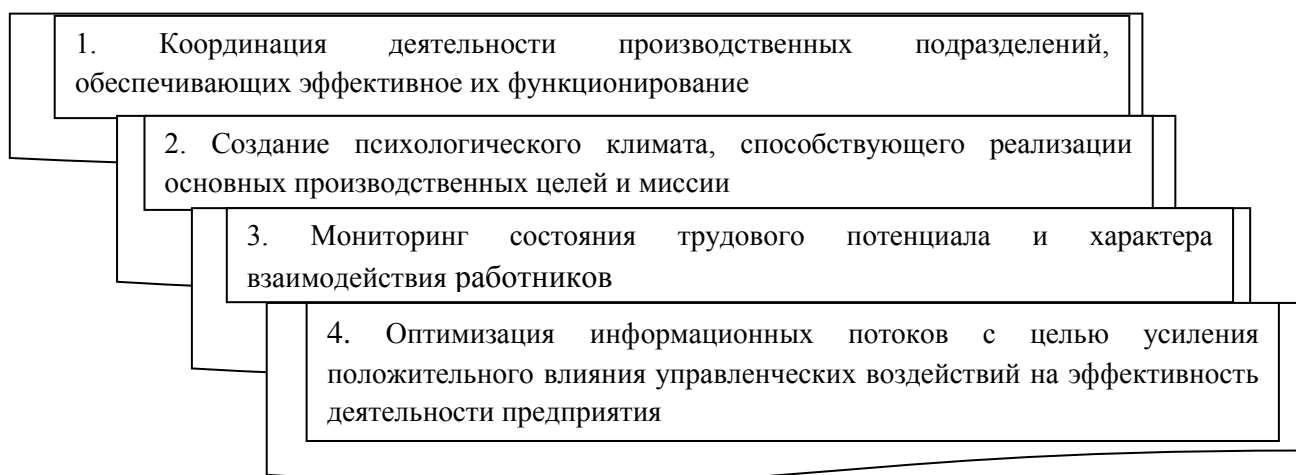 1. Координация деятельности производственных подразделений,
обеспечивающих эффективное их функционирование
2. Создание психологического климата, способствующего реализации
основных производственных целей и миссии
3. Мониторинг состояния трудового потенциала и характера
взаимодействия работников
4. Оптимизация информационных потоков с целью усиления
положительного влияния управленческих воздействий на эффективность
деятельности предприятия